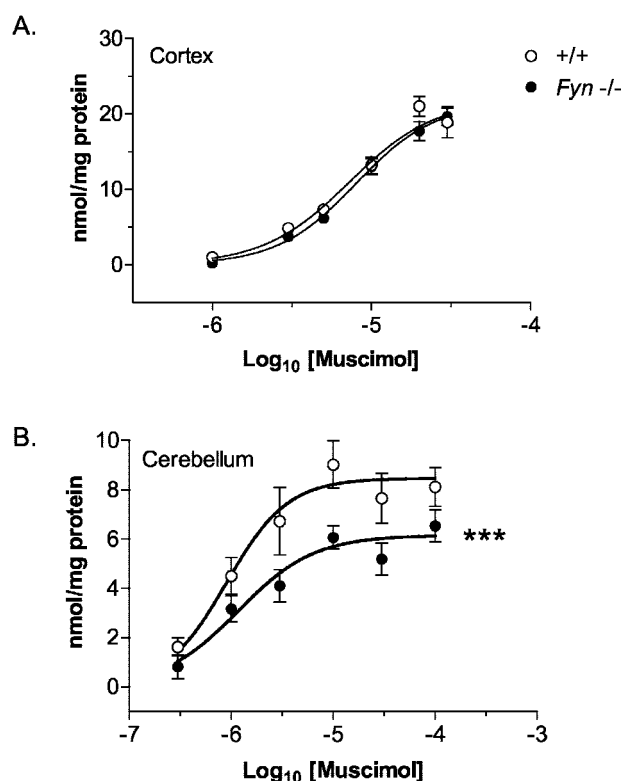 A.
Cortex
+/+
Fyn -/-
30
20
10
0
nmol/mg protein
-6
-5
-4
Log10 [Muscimol]
B.
Cerebellum
10
8
6
4
2
0
nmol/mg protein
***
-7
-6
-5
-4
-3
Log10 [Muscimol]